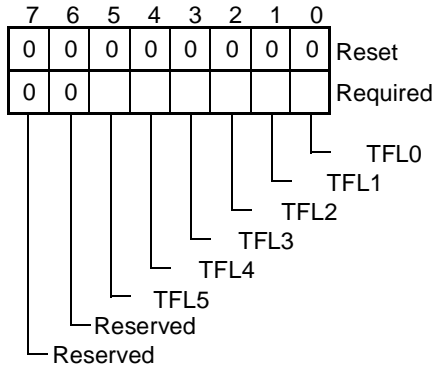 7 6 5 4 3 2 1 0
0 0 0 0 0 0 0 0 Reset
0 0 Required
TFL0
TFL1
TFL2
TFL3
TFL4
TFL5
Reserved
Reserved